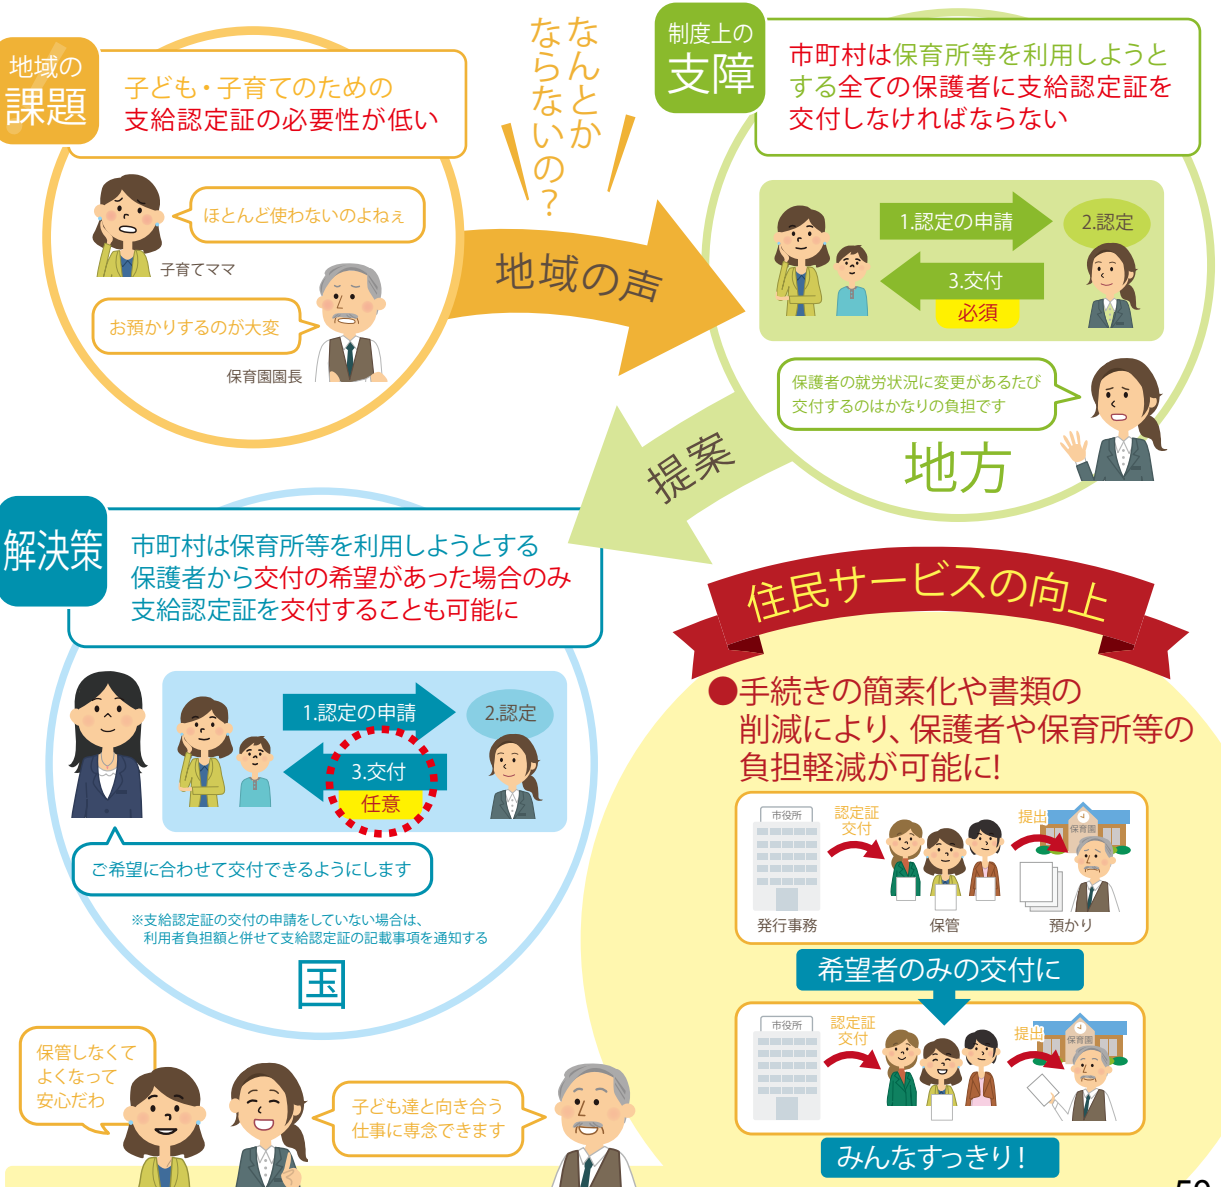 地域の
課題
子ども・子育てのための
支給認定証の必要性が低い
ほとんど使わないのよねぇ
子育てママ
お預かりするのが大変
保育園園長
なんとか
ならないの?
地域の声
制度上の
支障
市町村は保育所等を利用しようと
する全ての保護者に支給認定証を
交付しなければならない
1.認定の申請
2.認定
3.交付
必須
保護者の就労状況に変更があるたび
交付するのはかなりの負担です
地方
提案
解決策
市町村は保育所等を利用しようとする
保護者から交付の希望があった場合のみ
支給認定証を交付することも可能に
1.認定の申請
2.認定
3.交付
任意
ご希望に合わせて交付できるようにします
※支給認定証の交付の申請をしていない場合は、
利用者負担額と併せて支給認定証の記載事項を通知する
国
住民サービスの向上
●手続きの簡素化や書類の
削減により、保護者や保育所等の
負担軽減が可能に!
市役所
認定証
交付
提出
保育園
発行事務
保管
預かり
希望者のみの交付に
市役所
認定証
交付
提出
保育園
みんなすっきり!
保管しなくて
よくなって
安心だわ
子ども達と向き合う
仕事に専念できます